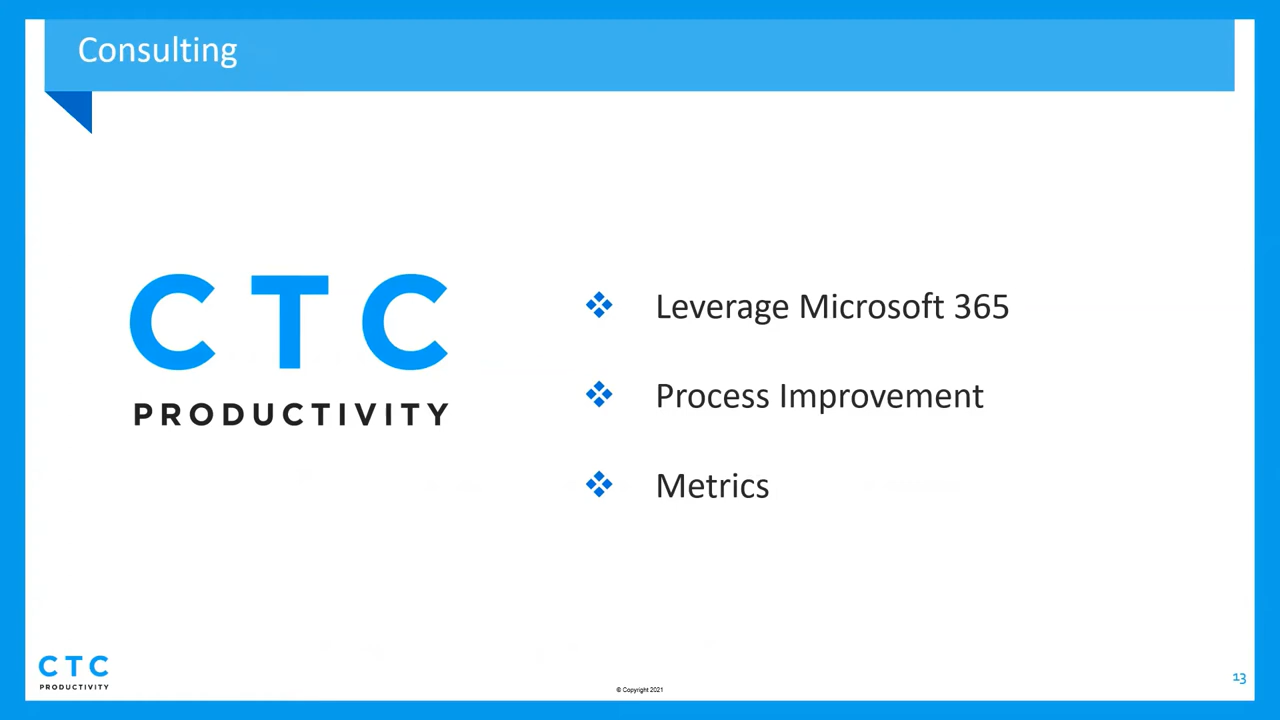 Consulting
CTC
PRODUCTIVITY
Leverage Microsoft 365
Process Improvement
Metrics
CTC
PRODUCTIVITY
© Copyright 2021
13